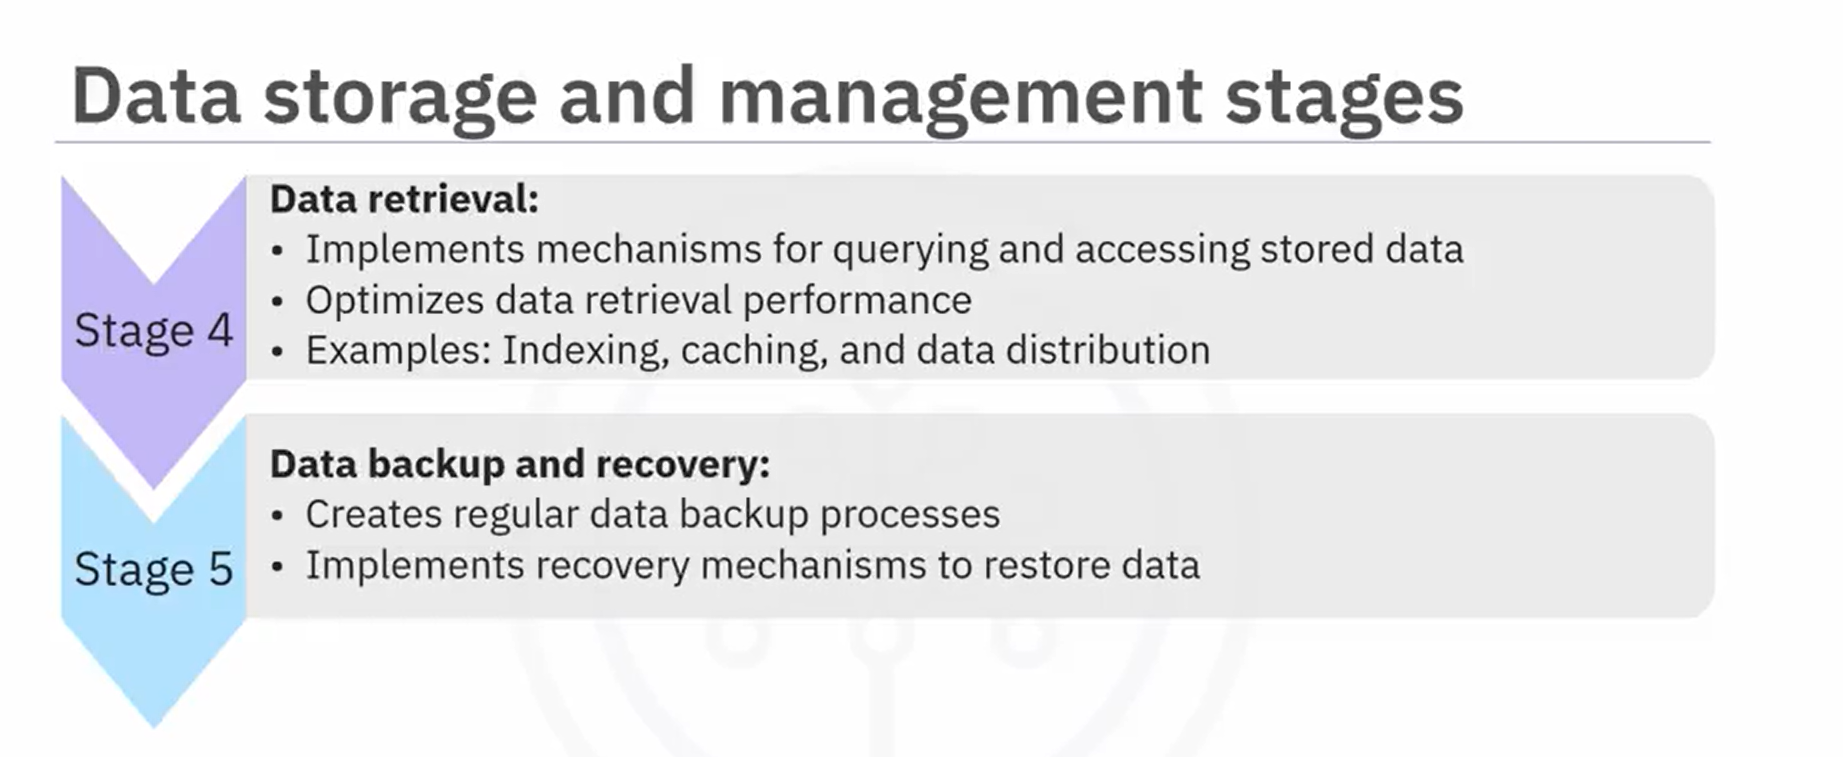 Data storage and management stages
Stage 4
Data retrieval:
• Implements mechanisms for querying and accessing stored data
• Optimizes data retrieval performance
• Examples: Indexing, caching, and data distribution
Stage 5
Data backup and recovery:
• Creates regular data backup processes
• Implements recovery mechanisms to restore data